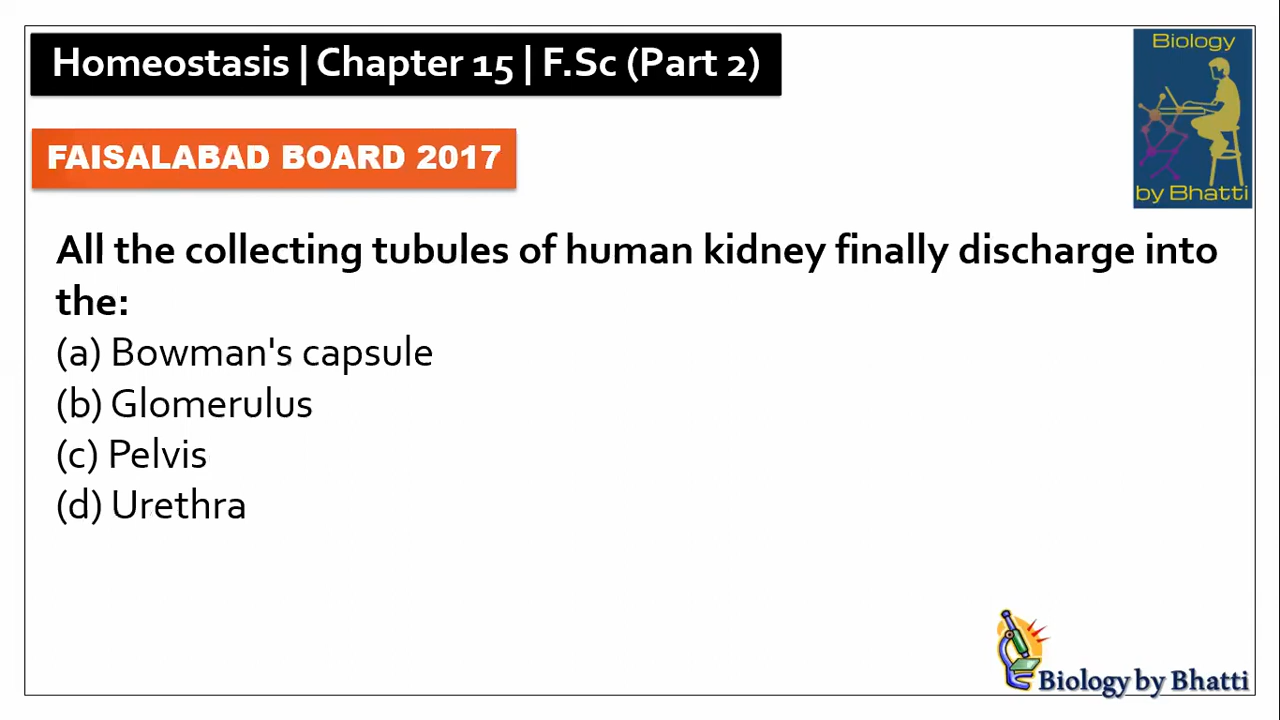 Homeostasis | Chapter 15 | F.Sc (Part 2)
Biology
by Bhatti
FAISALABAD BOARD 2017
All the collecting tubules of human kidney finally discharge into
the:
(a) Bowman's capsule
(b) Glomerulus
(c) Pelvis
(d) Urethra
Biology by Bhatti